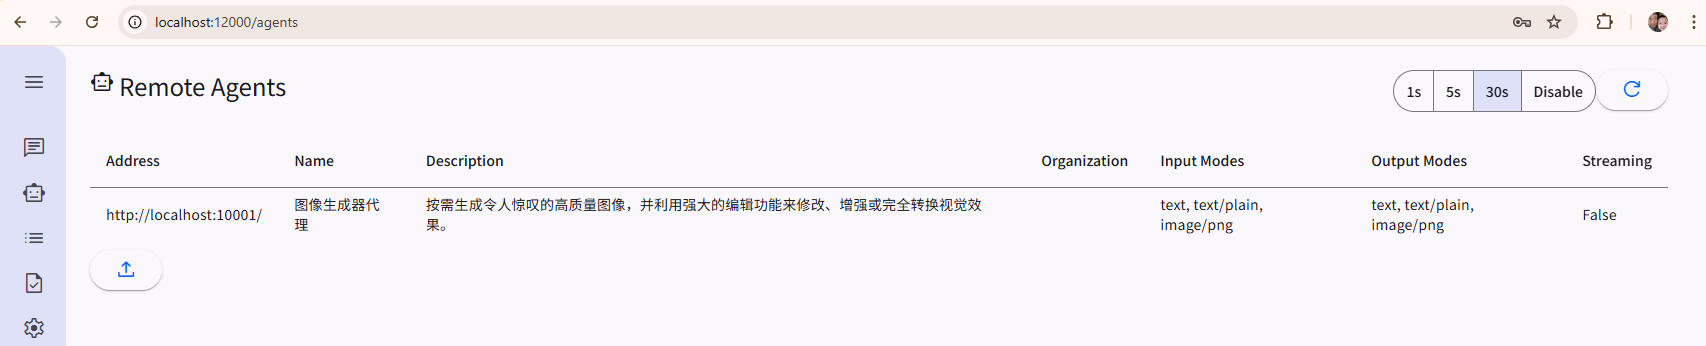 localhost:12000/agents
Remote Agents
1s 5s 30s Disable
Address Name Description Organization Input Modes Output Modes Streaming
http://localhost:10001/
图像生成器代
理
按需生成令人惊叹的高质量图像，并利用强大的编辑功能来修改、增强或完全转换视觉效
果。
text, text/plain,
image/png
text, text/plain,
image/png
False